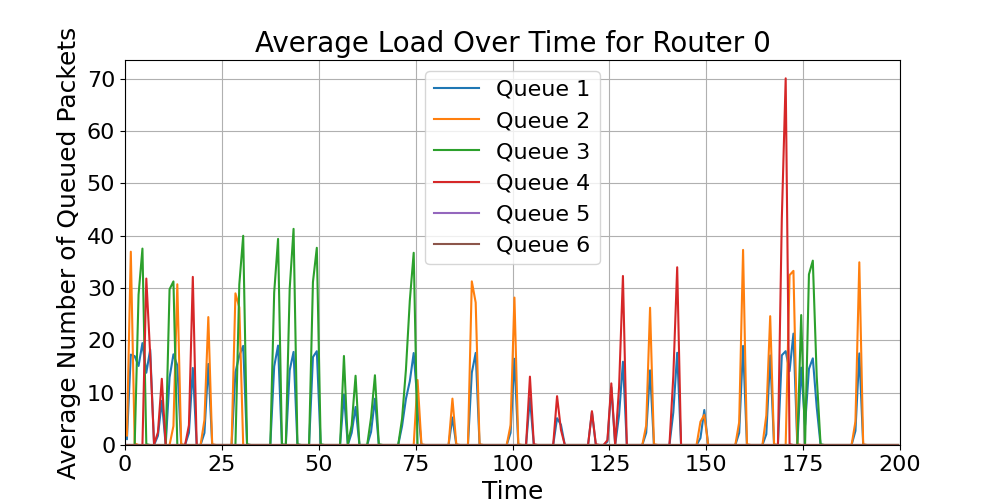 Average Load Over Time for Router 0
Average Number of Queued Packets
70
60
50
40
30
20
10
0
Queue 1
Queue 2
Queue 3
Queue 4
Queue 5
Queue 6
0 25 50 75 100 125 150 175 200
Time